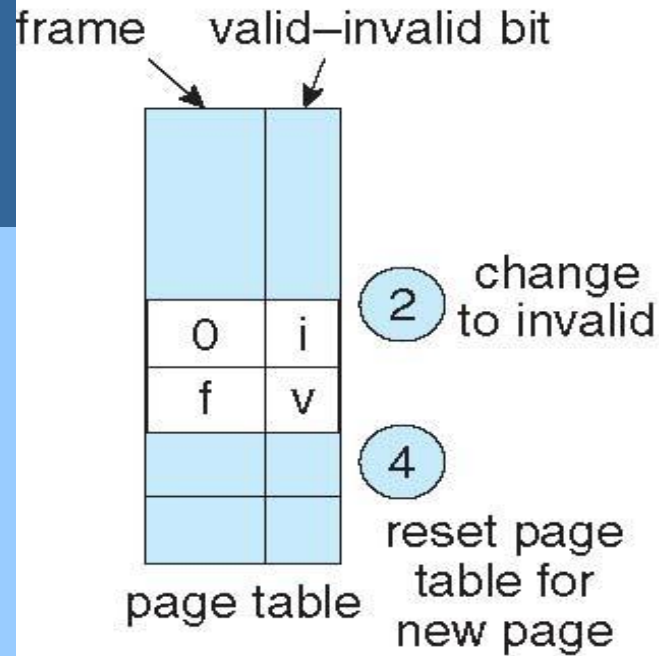 frame valid–invalid bit
2 change
to invalid
0 i
f v
4
reset page
table for
new page
page table